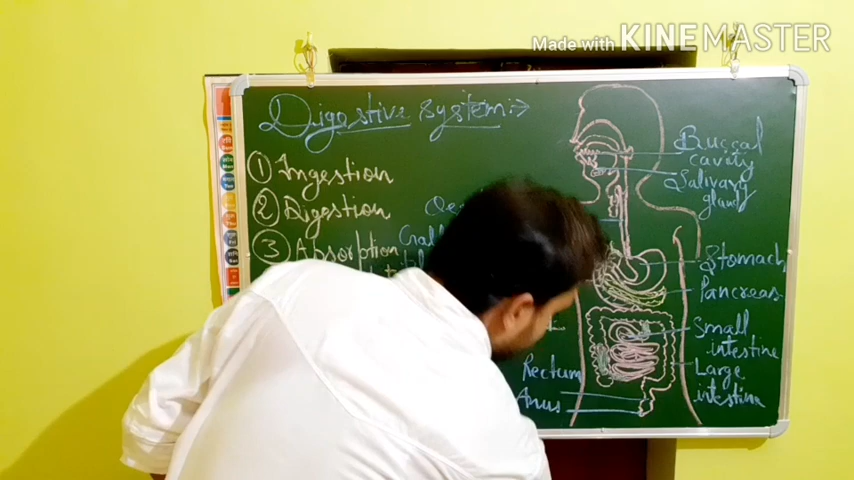 Made with KINEMASTER
Digestive system:→
① Ingestion
② Digestion
③ Absorption
Buccal
cavity
Salivary
gland
Stomach
Pancreas
Small
intestine
Large
intestine
Rectum
Anus